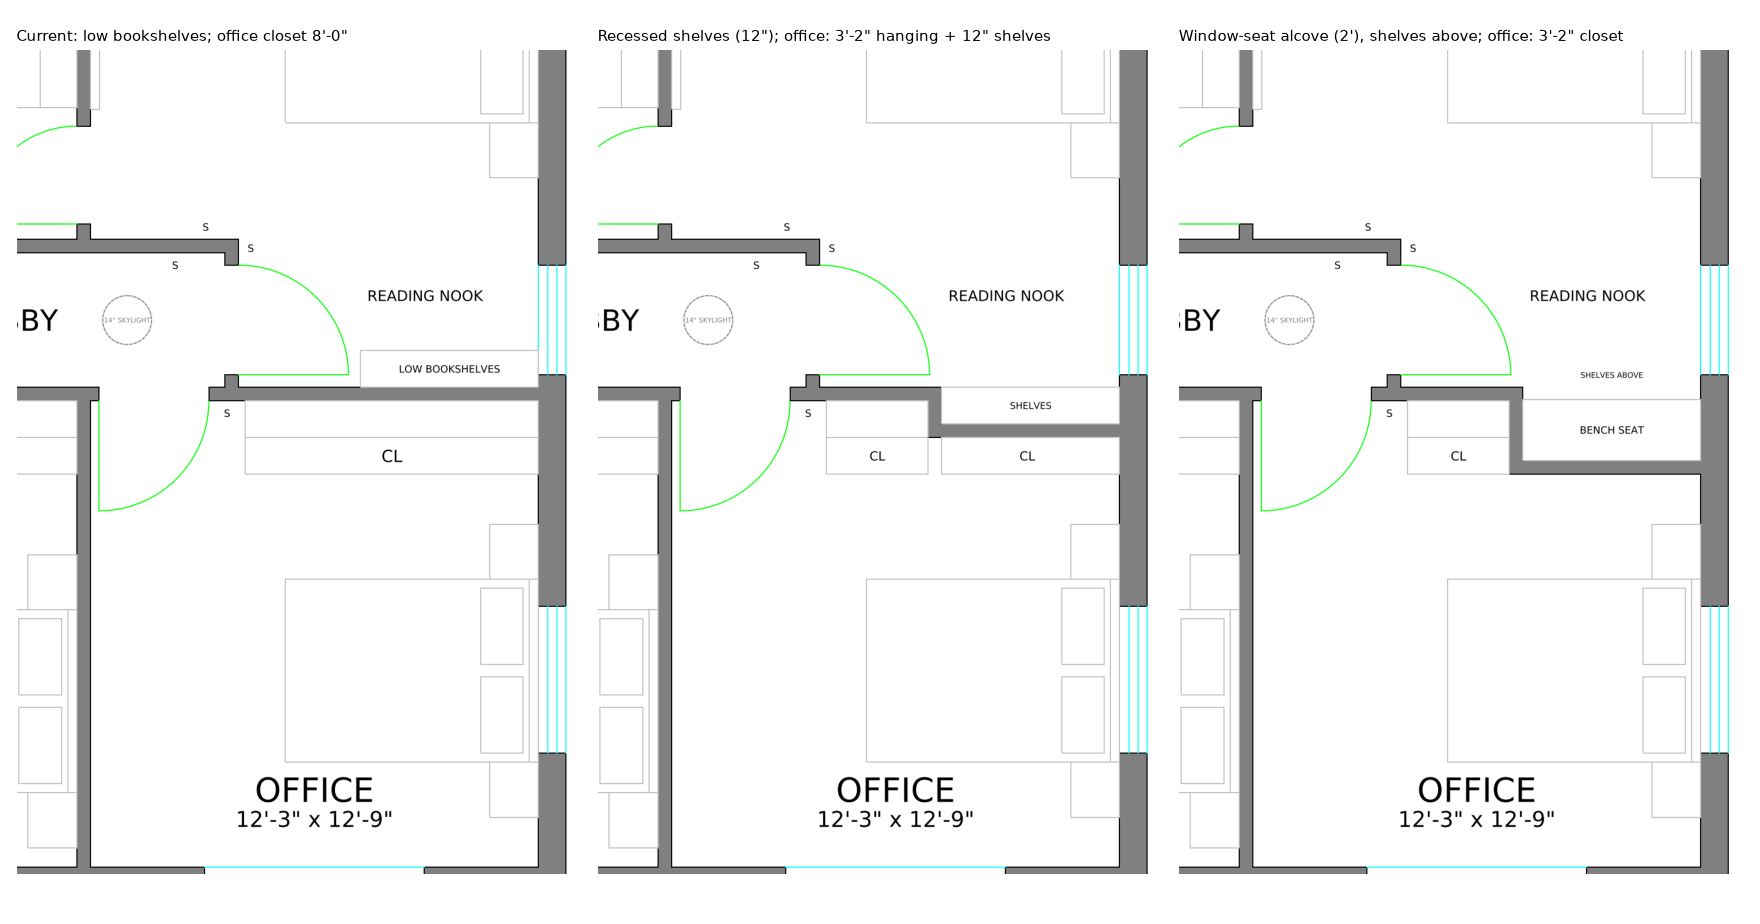 Current: low bookshelves; office closet 8'-0"
S
S
S
READING NOOK
BY
14" SKYLIGHT
LOW BOOKSHELVES
S
CL
OFFICE
12'-3" x 12'-9"
Recessed shelves (12"); office: 3'-2" hanging + 12" shelves
S
S
S
READING NOOK
BY
14" SKYLIGHT
SHELVES
S
CL
CL
OFFICE
12'-3" x 12'-9"
Window-seat alcove (2'), shelves above; office: 3'-2" closet
S
S
S
READING NOOK
BY
14" SKYLIGHT
SHELVES ABOVE
S
BENCH SEAT
CL
OFFICE
12'-3" x 12'-9"